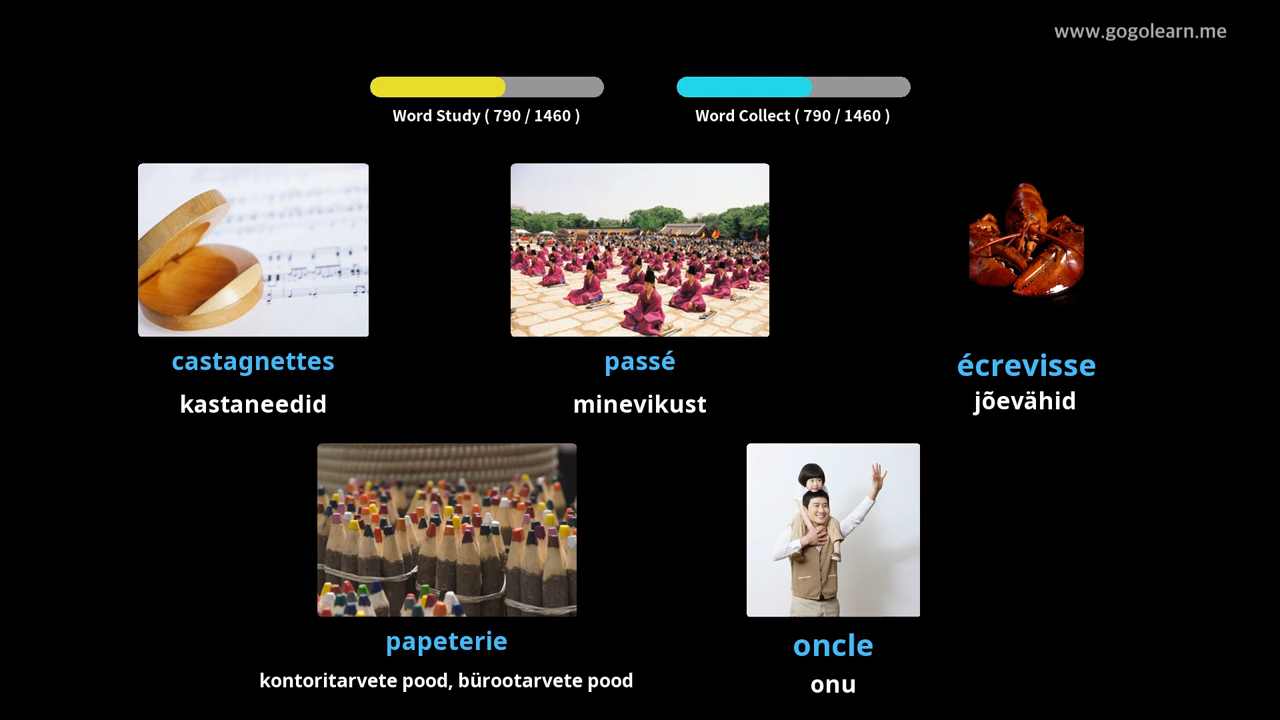 www.gogolearn.me
Word Study ( 790 / 1460 )
Word Collect ( 790 / 1460 )
castagnettes
kastaneedid
passé
minevikust
écrevisse
jõevähid
papeterie
kontoritarvete pood, bürootarvete pood
oncle
onu